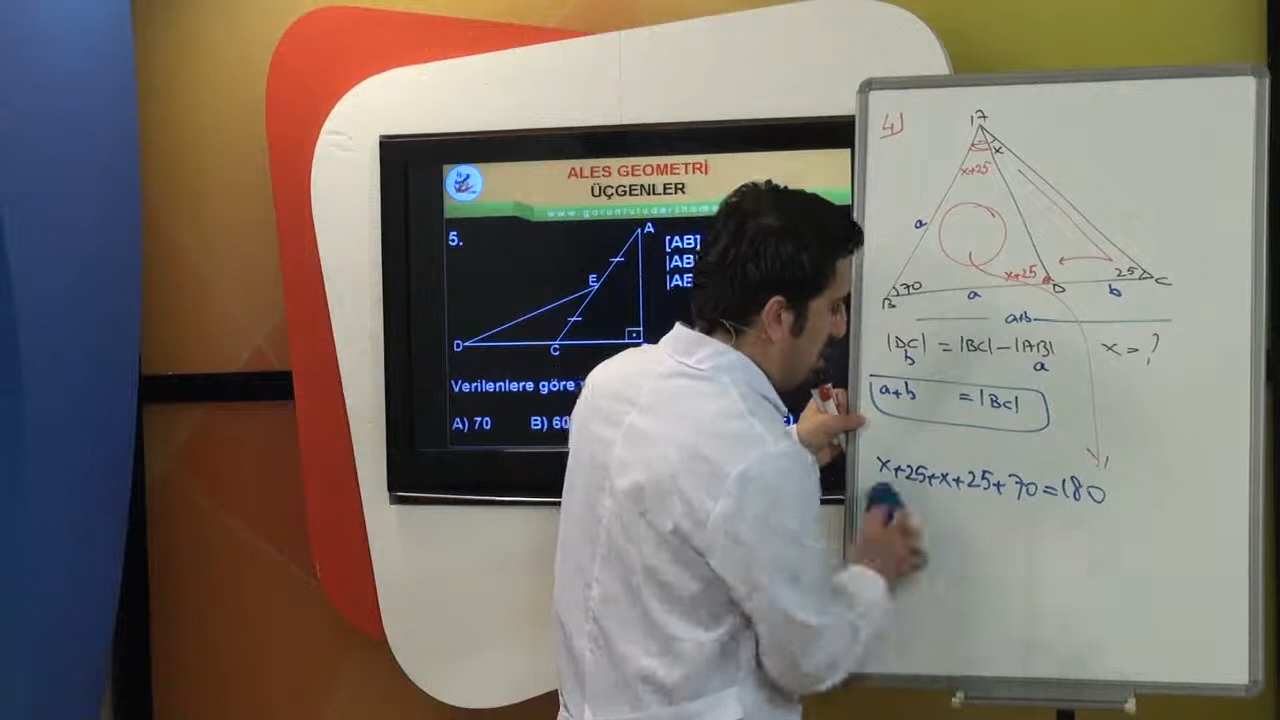 ALES GEOMETRİ
ÜÇGENLER
5.
A
E
D
C
[AB]
|AB
|AE
Verilenlere göre
A) 70
B) 60
4)
A
x
x+25
a
x+25
70
25
B
a
D
b
C
a+b
|DC| = |BC| - |AB|
x = ?
b
a
a+b = |BC|
x+25+x+25+70=180